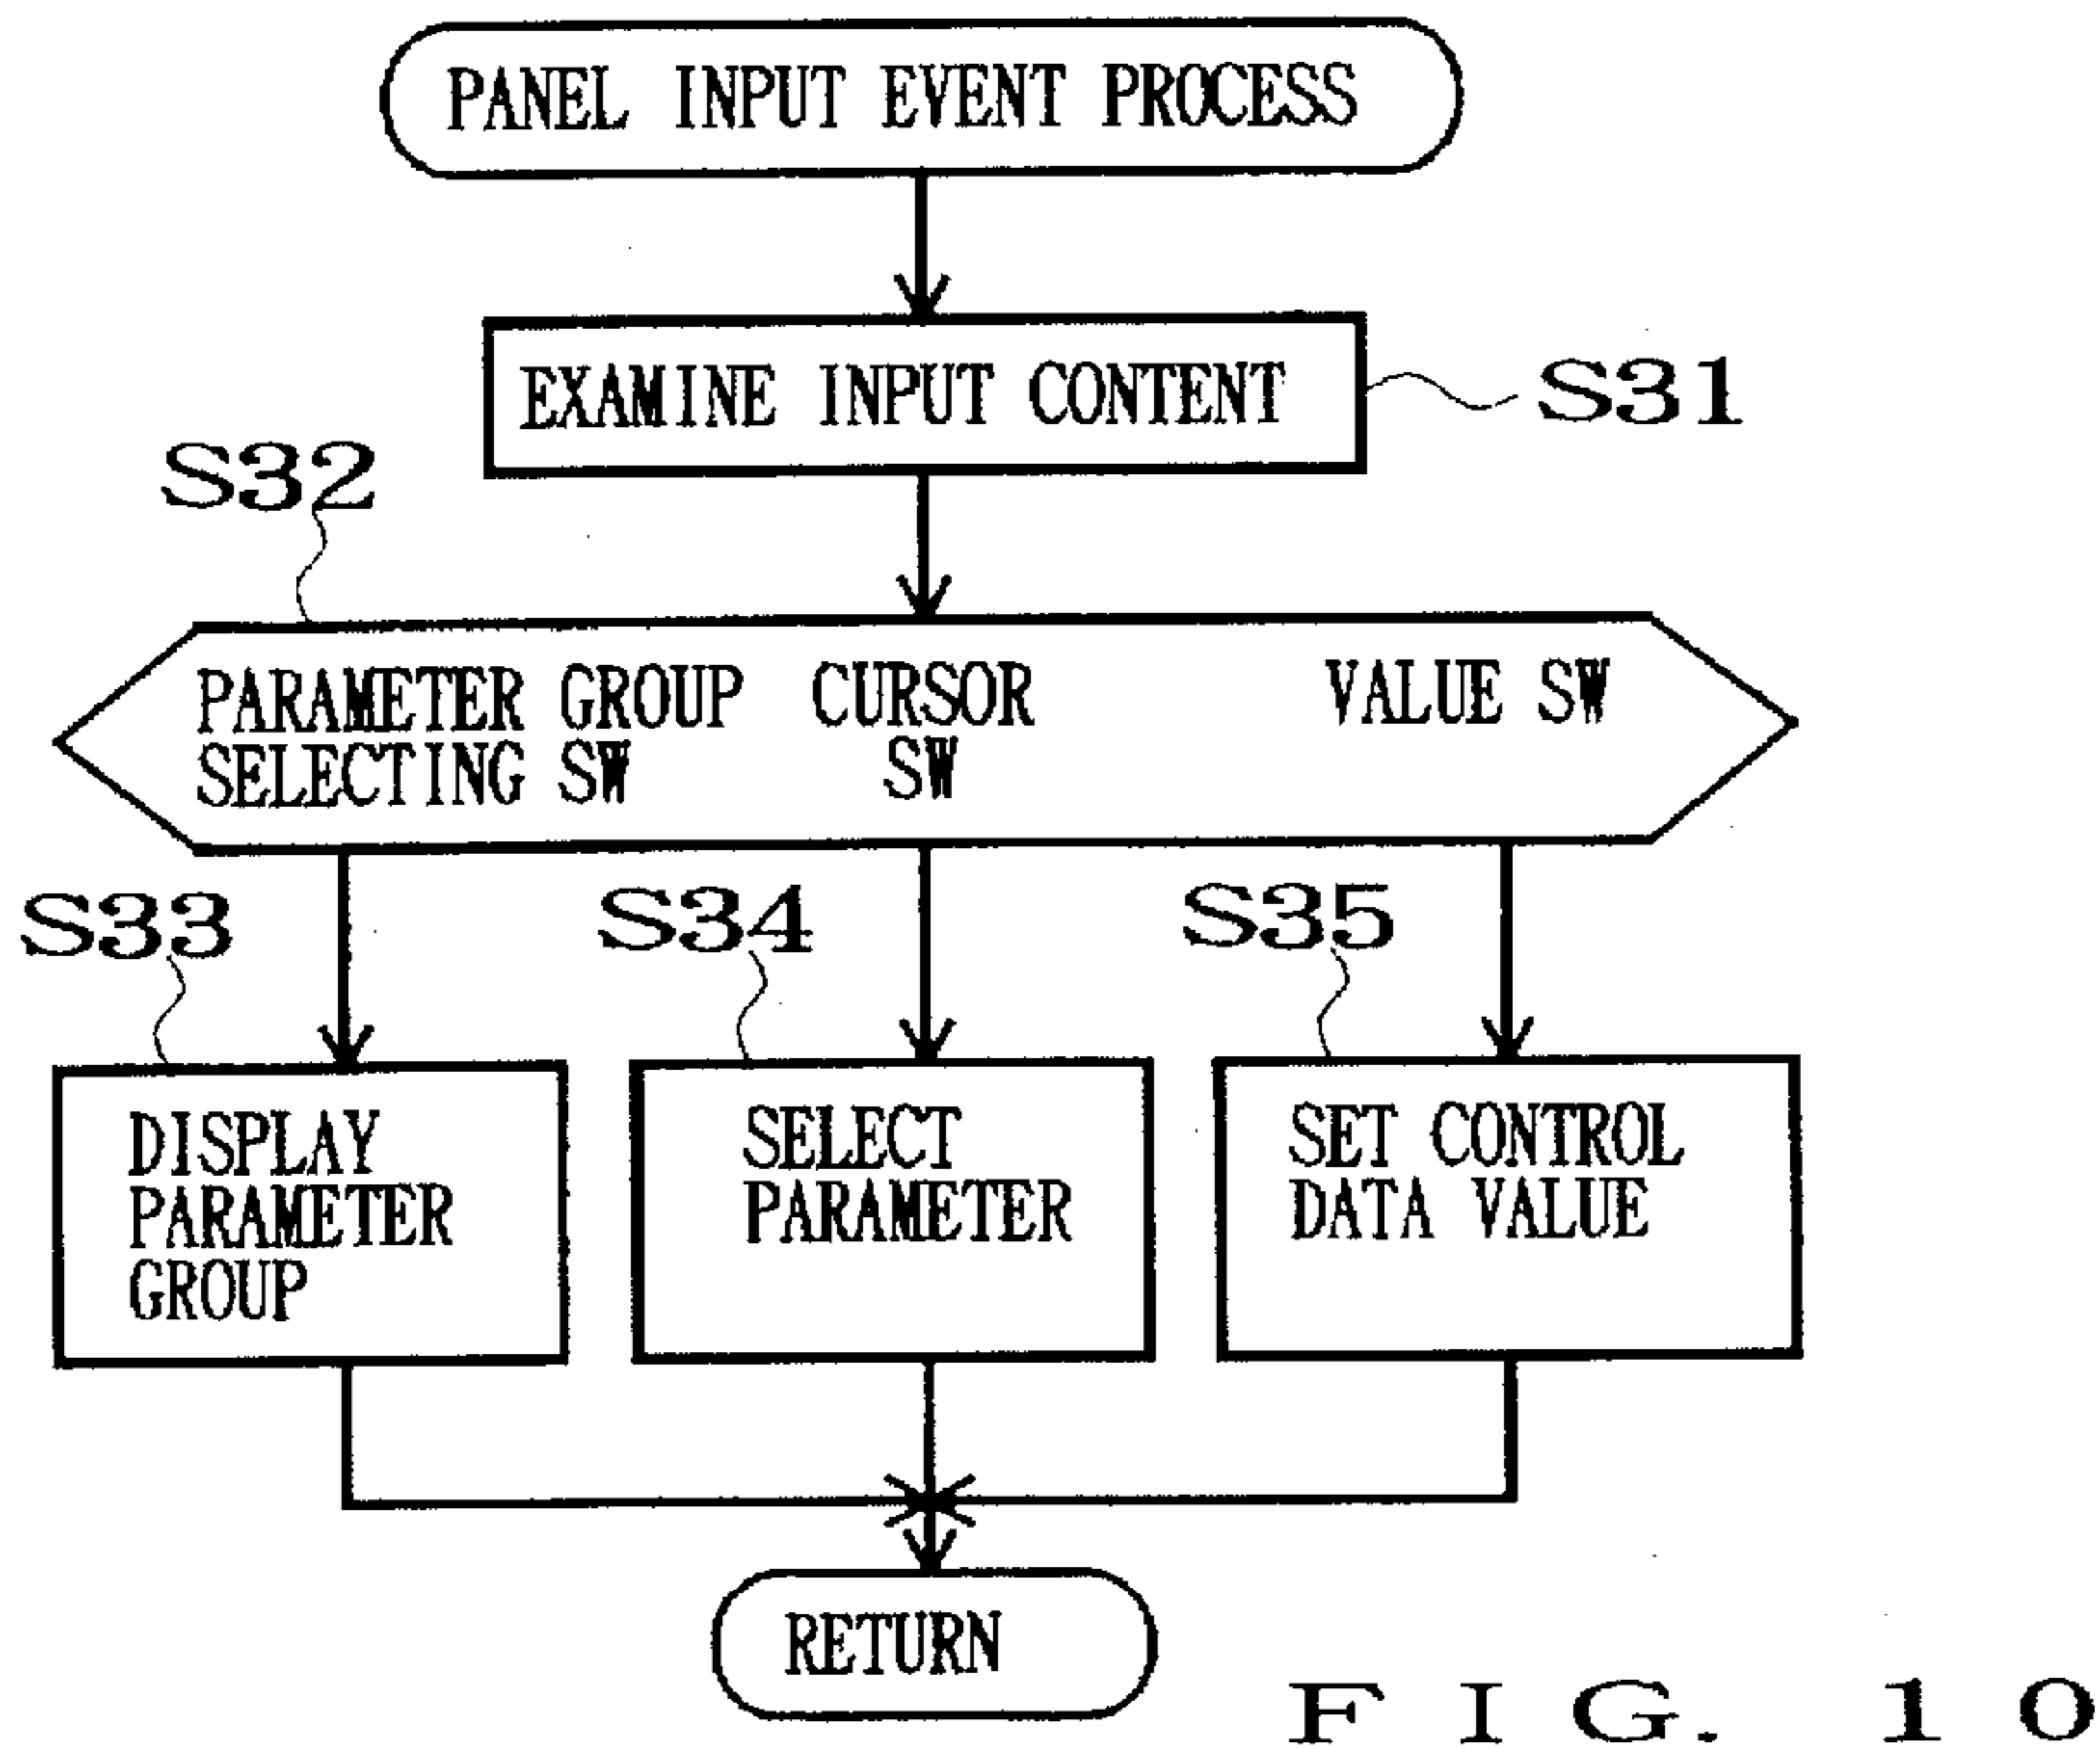 PANEL INPUT EVENT PROCESS
EXAMINE INPUT CONTENT
S31
S32
PARAMETER GROUP
SELECTING SW
CURSOR
SW
VALUE SW
S33
S34
S35
DISPLAY
PARAMETER
GROUP
SELECT
PARAMETER
SET CONTROL
DATA VALUE
RETURN
FIG. 10